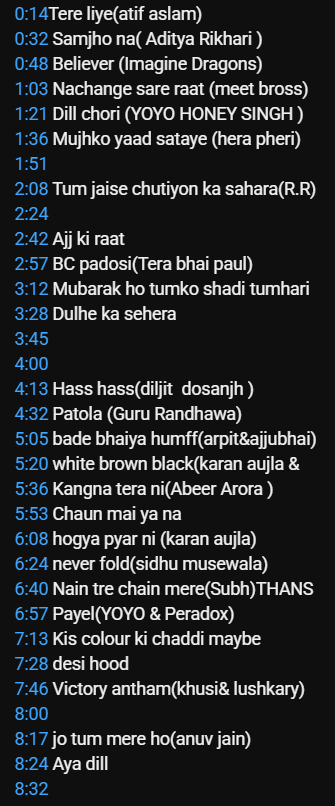 0:14Tere liye(atif aslam)
0:32 Samjho na( Aditya Rikhari )
0:48 Believer (Imagine Dragons)
1:03 Nachange sare raat (meet bross)
1:21 Dill chori (YOYO HONEY SINGH )
1:36 Mujhko yaad sataye (hera pheri)
1:51
2:08 Tum jaise chutiyon ka sahara(R.R)
2:24
2:42 Ajj ki raat
2:57 BC padosi(Tera bhai paul)
3:12 Mubarak ho tumko shadi tumhari
3:28 Dulhe ka sehera
3:45
4:00
4:13 Hass hass(diljit  dosanjh )
4:32 Patola (Guru Randhawa)
5:05 bade bhaiya humff(arpit&ajjubhai)
5:20 white brown black(karan aujla &
5:36 Kangna tera ni(Abeer Arora )
5:53 Chaun mai ya na
6:08 hogya pyar ni (karan aujla)
6:24 never fold(sidhu musewala)
6:40 Nain tre chain mere(Subh)THANS
6:57 Payel(YOYO & Peradox)
7:13 Kis colour ki chaddi maybe
7:28 desi hood
7:46 Victory antham(khusi& lushkary)
8:00
8:17 jo tum mere ho(anuv jain)
8:24 Aya dill
8:32